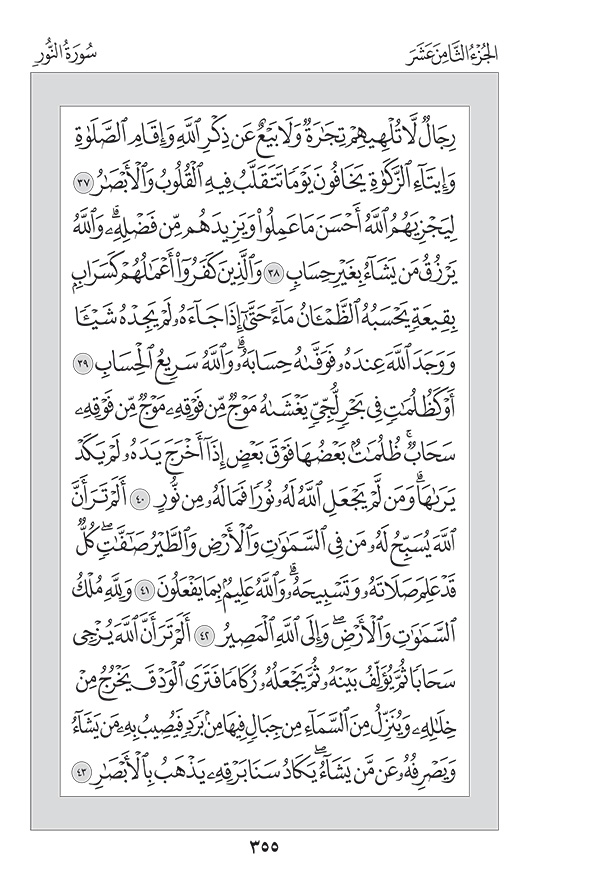 الجُزْءُ الثَّامِنَ عَشَرَ
سُورَةُ النُّورِ
رِجَالٌ لَّا تُلْهِيهِمْ تِجَٰرَةٌ وَلَا بَيْعٌ عَن ذِكْرِ ٱللَّهِ وَإِقَامِ ٱلصَّلَوٰةِ
وَإِيتَآءِ ٱلزَّكَوٰةِ يَخَافُونَ يَوْمًا تَتَقَلَّبُ فِيهِ ٱلْقُلُوبُ وَٱلْأَبْصَٰرُ ٣٧
لِيَجْزِيَهُمُ ٱللَّهُ أَحْسَنَ مَا عَمِلُوا۟ وَيَزِيدَهُم مِّن فَضْلِهِۦۗ وَٱللَّهُ
يَرْزُقُ مَن يَشَآءُ بِغَيْرِ حِسَابٍ ٣٨ وَٱلَّذِينَ كَفَرُوٓا۟ أَعْمَٰلُهُمْ كَسَرَابٍۭ
بِقِيعَةٍ يَحْسَبُهُ ٱلظَّمْـَٔانُ مَآءً حَتَّىٰٓ إِذَا جَآءَهُۥ لَمْ يَجِدْهُ شَيْـًٔا
وَوَجَدَ ٱللَّهَ عِندَهُۥ فَوَفَّىٰهُ حِسَابَهُۥۗ وَٱللَّهُ سَرِيعُ ٱلْحِسَابِ ٣٩
أَوْ كَظُلُمَٰتٍ فِى بَحْرٍ لُّجِّىٍّ يَغْشَىٰهُ مَوْجٌ مِّن فَوْقِهِۦ مَوْجٌ مِّن فَوْقِهِۦ
سَحَابٌۚ ظُلُمَٰتٌۢ بَعْضُهَا فَوْقَ بَعْضٍ إِذَآ أَخْرَجَ يَدَهُۥ لَمْ يَكَدْ
يَرَىٰهَاۗ وَمَن لَّمْ يَجْعَلِ ٱللَّهُ لَهُۥ نُورًا فَمَا لَهُۥ مِن نُّورٍ ٤٠ أَلَمْ تَرَ أَنَّ
ٱللَّهَ يُسَبِّحُ لَهُۥ مَن فِى ٱلسَّمَٰوَٰتِ وَٱلْأَرْضِ وَٱلطَّيْرُ صَٰٓفَّٰتٍۖ كُلٌّ
قَدْ عَلِمَ صَلَاتَهُۥ وَتَسْبِيحَهُۥۗ وَٱللَّهُ عَلِيمٌۢ بِمَا يَفْعَلُونَ ٤١ وَلِلَّهِ مُلْكُ
ٱلسَّمَٰوَٰتِ وَٱلْأَرْضِۖ وَإِلَى ٱللَّهِ ٱلْمَصِيرُ ٤٢ أَلَمْ تَرَ أَنَّ ٱللَّهَ يُزْجِى
سَحَابًا ثُمَّ يُؤَلِّفُ بَيْنَهُۥ ثُمَّ يَجْعَلُهُۥ رُكَامًا فَتَرَى ٱلْوَدْقَ يَخْرُجُ مِنْ
خِلَٰلِهِۦ وَيُنَزِّلُ مِنَ ٱلسَّمَآءِ مِن جِبَالٍ فِيهَا مِنۢ بَرَدٍ فَيُصِيبُ بِهِۦ مَن يَشَآءُ
وَيَصْرِفُهُۥ عَن مَّن يَشَآءُۖ يَكَادُ سَنَا بَرْقِهِۦ يَذْهَبُ بِٱلْأَبْصَٰرِ ٤٣
٣٥٥